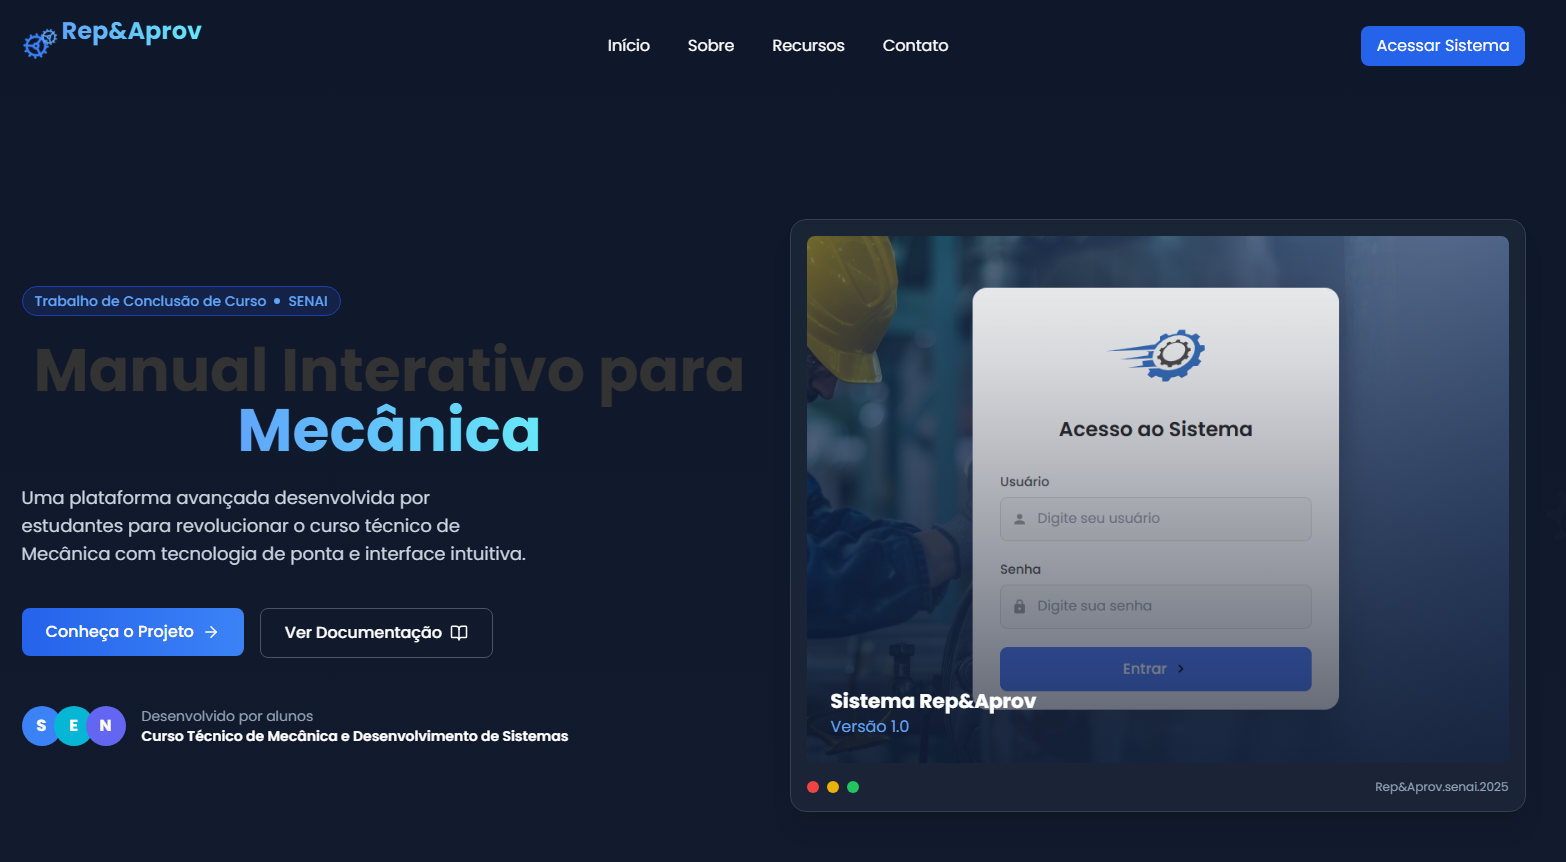 Rep&Aprov
Início
Sobre
Recursos
Contato
Acessar Sistema
Trabalho de Conclusão de Curso • SENAI
Manual Interativo para
Mecânica
Uma plataforma avançada desenvolvida por
estudantes para revolucionar o curso técnico de
Mecânica com tecnologia de ponta e interface intuitiva.
Conheça o Projeto
Ver Documentação
S
E
N
Desenvolvido por alunos
Curso Técnico de Mecânica e Desenvolvimento de Sistemas
Acesso ao Sistema
Usuário
Digite seu usuário
Senha
Digite sua senha
Entrar
Sistema Rep&Aprov
Versão 1.0
Rep&Aprov.senai.2025